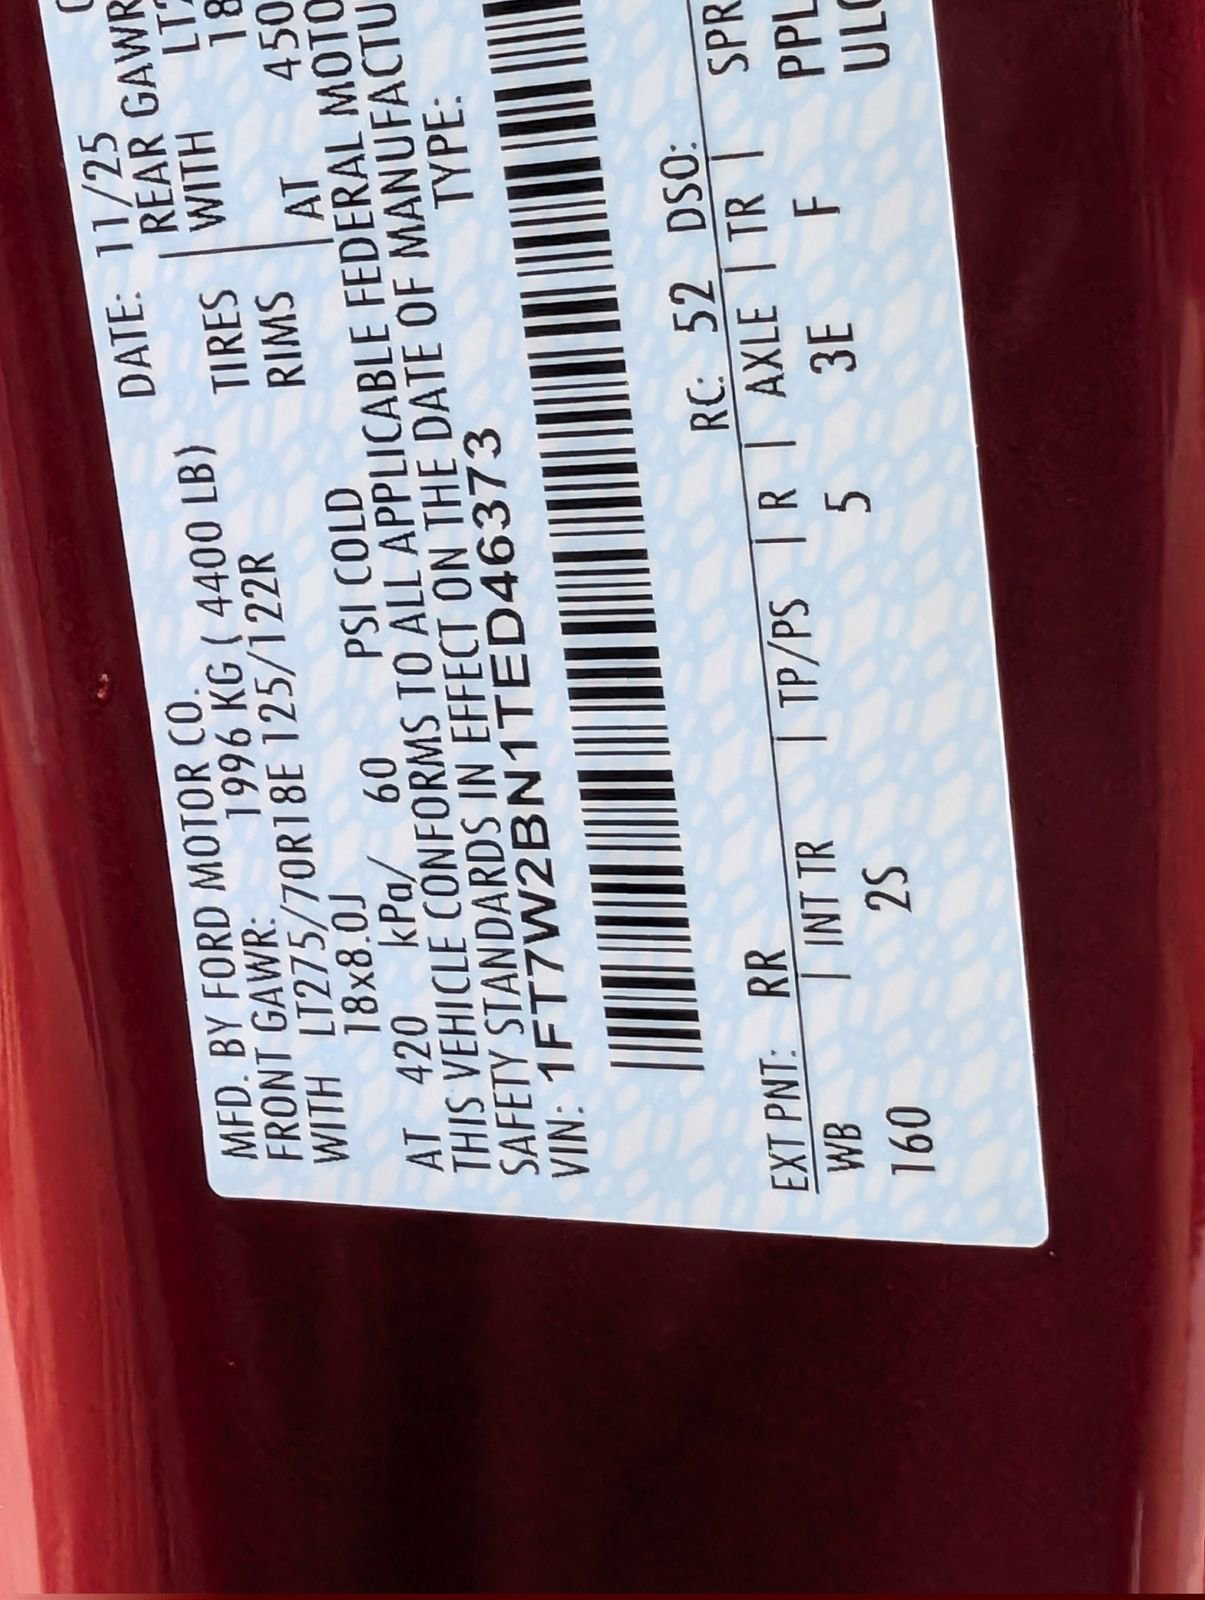 MFD. BY FORD MOTOR CO.
DATE: 11/25
FRONT GAWR: 1996 KG ( 4400 LB)
REAR GAWR
WITH LT275/70R18E 125/122R TIRES
WITH
18x8.0J RIMS
AT 420 kPa/ 60 PSI COLD
AT 450
THIS VEHICLE CONFORMS TO ALL APPLICABLE FEDERAL MOTO
SAFETY STANDARDS IN EFFECT ON THE DATE OF MANUFACTU
VIN: 1FT7W2BN1TED46373
TYPE:
EXT PNT: RR RC: 52 DSO:
WB | INT TR | TP/PS | R | AXLE | TR | SPR
160 2S 5 3E F PPL